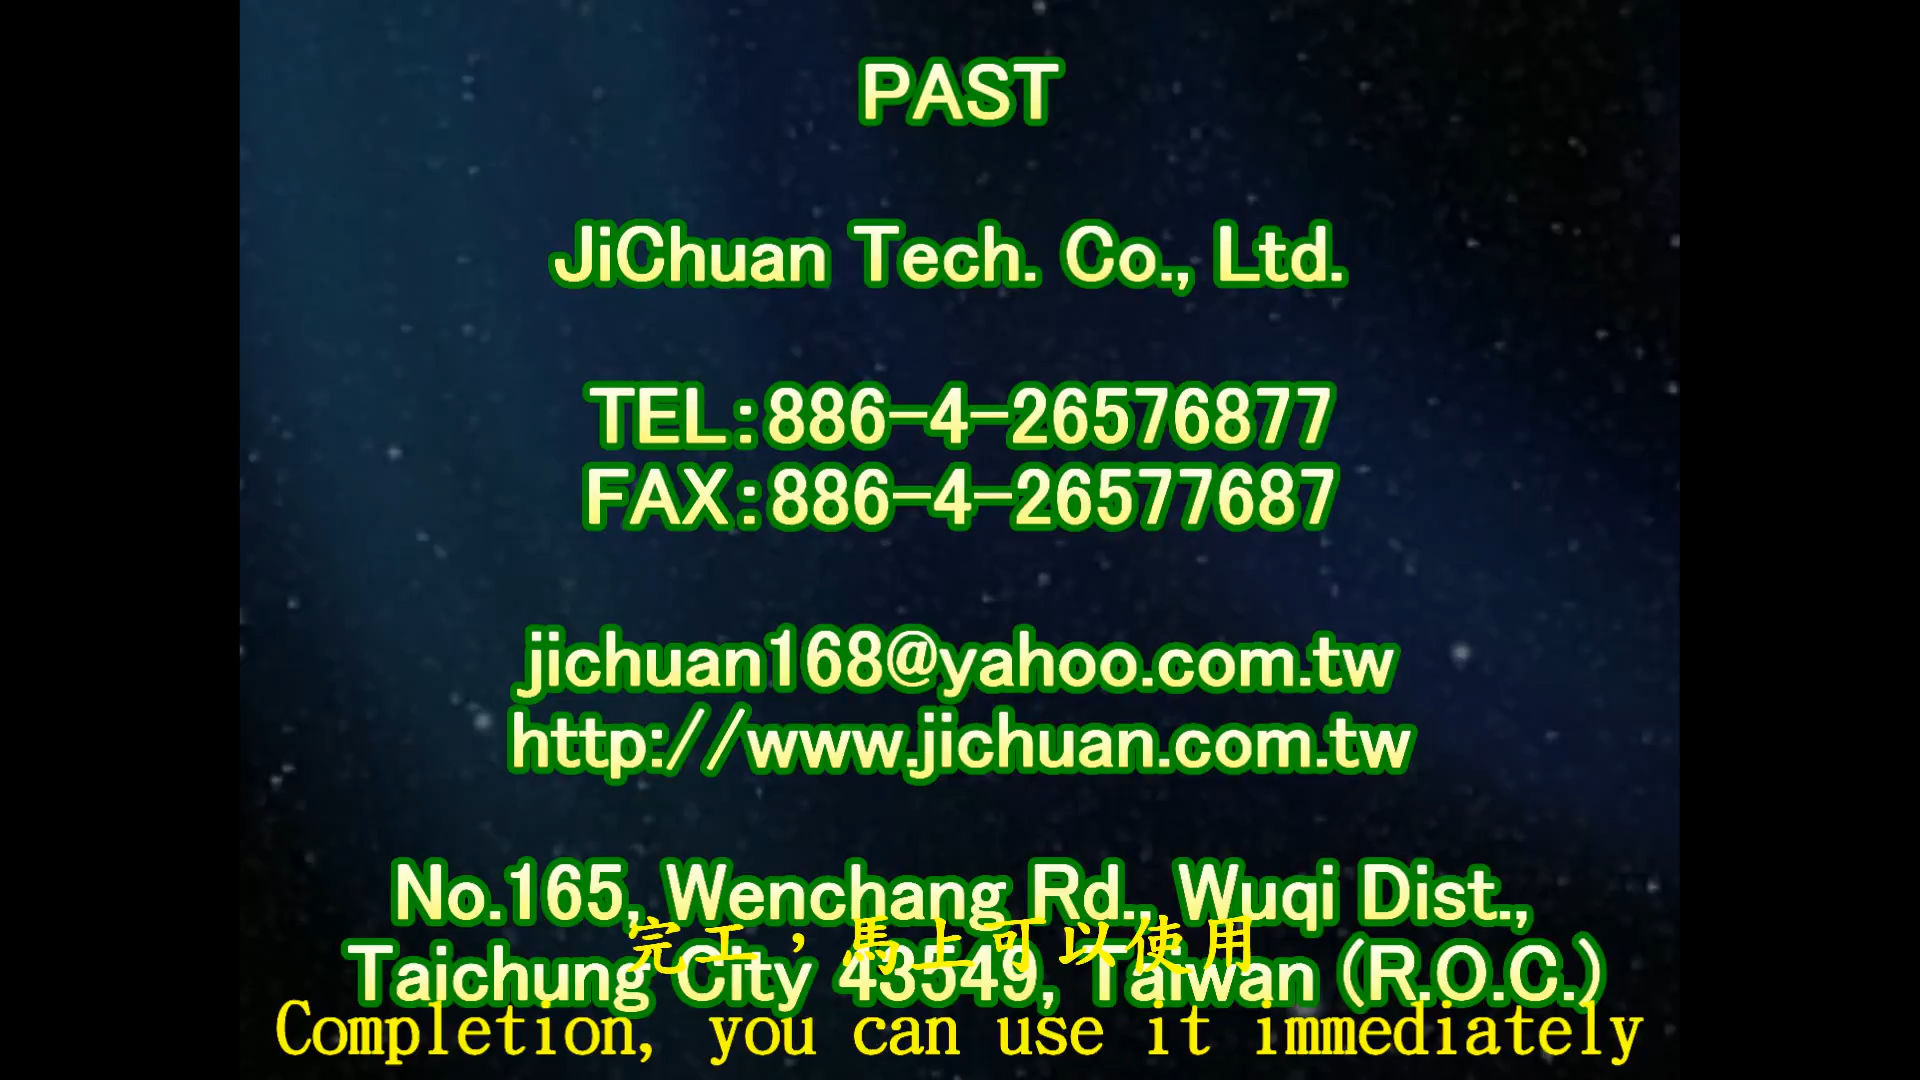 PAST
JiChuan Tech. Co., Ltd.
TEL:886-4-26576877
FAX:886-4-26577687
jichuan168@yahoo.com.tw
http://www.jichuan.com.tw
No.165, Wenchang Rd., Wuqi Dist.,
完工，馬上可以使用
Taichung City 43549, Taiwan (R.O.C.)
Completion, you can use it immediately